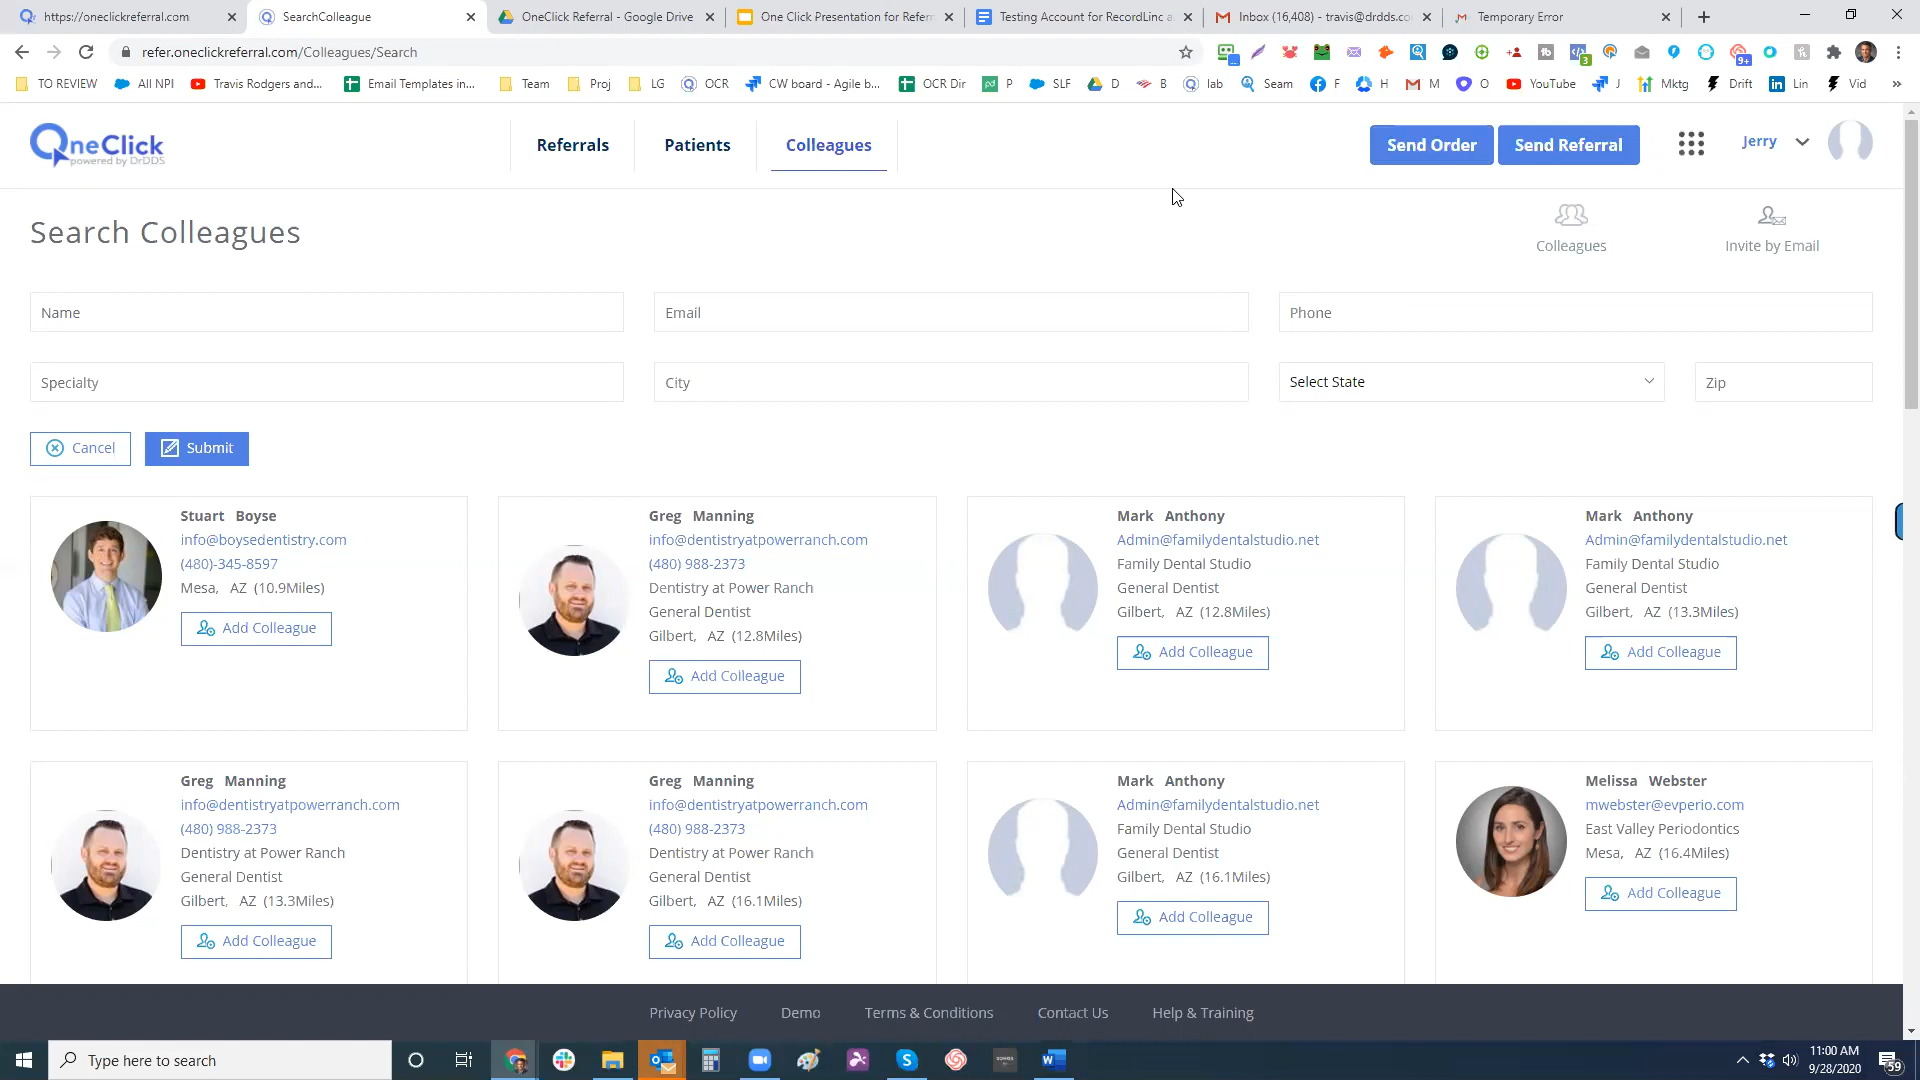 https://oneclickreferral.com
SearchColleague
OneClick Referral - Google Drive
One Click Presentation for Referr
Testing Account for RecordLinc a
Inbox (16,408) - travis@drdds.co
Temporary Error
refer.oneclickreferral.com/Colleagues/Search
3
9+
TO REVIEW
All NPI
Travis Rodgers and...
Email Templates in...
Team
Proj
LG
OCR
CW board - Agile b...
OCR Dir
P
SLF
D
B
lab
Seam
F
H
M
O
YouTube
J
Mktg
Drift
Lin
Vid
»
OneClick
powered by DrDDS
Referrals
Patients
Colleagues
Send Order
Send Referral
Jerry
Search Colleagues
Colleagues
Invite by Email
Name
Email
Phone
Specialty
City
Select State
Zip
Cancel
Submit
Stuart Boyse
info@boysedentistry.com
(480)-345-8597
Mesa, AZ (10.9Miles)
Add Colleague
Greg Manning
info@dentistryatpowerranch.com
(480) 988-2373
Dentistry at Power Ranch
General Dentist
Gilbert, AZ (12.8Miles)
Add Colleague
Mark Anthony
Admin@familydentalstudio.net
Family Dental Studio
General Dentist
Gilbert, AZ (12.8Miles)
Add Colleague
Mark Anthony
Admin@familydentalstudio.net
Family Dental Studio
General Dentist
Gilbert, AZ (13.3Miles)
Add Colleague
Greg Manning
info@dentistryatpowerranch.com
(480) 988-2373
Dentistry at Power Ranch
General Dentist
Gilbert, AZ (13.3Miles)
Add Colleague
Greg Manning
info@dentistryatpowerranch.com
(480) 988-2373
Dentistry at Power Ranch
General Dentist
Gilbert, AZ (16.1Miles)
Add Colleague
Mark Anthony
Admin@familydentalstudio.net
Family Dental Studio
General Dentist
Gilbert, AZ (16.1Miles)
Add Colleague
Melissa Webster
mwebster@evperio.com
East Valley Periodontics
Mesa, AZ (16.4Miles)
Add Colleague
Privacy Policy
Demo
Terms & Conditions
Contact Us
Help & Training
Type here to search
11:00 AM
9/28/2020
59